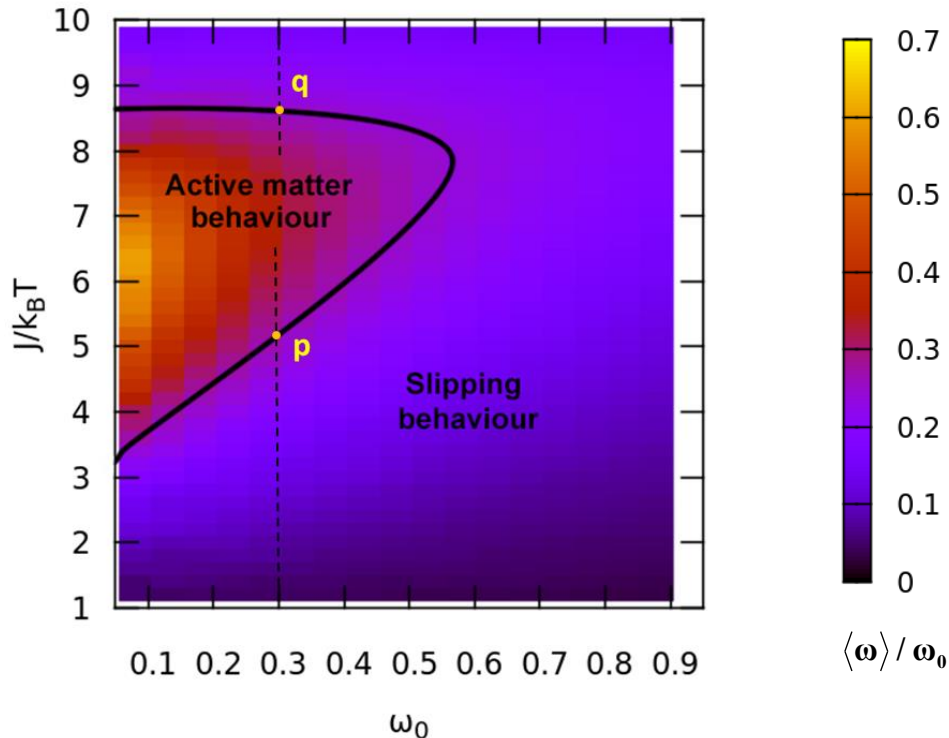 10
9
8
7
6
5
4
3
2
1
J/k_BT
q
Active matter
behaviour
p
Slipping
behaviour
0.1 0.2 0.3 0.4 0.5 0.6 0.7 0.8 0.9
ω₀
0.7
0.6
0.5
0.4
0.3
0.2
0.1
0
⟨ω⟩ / ω₀